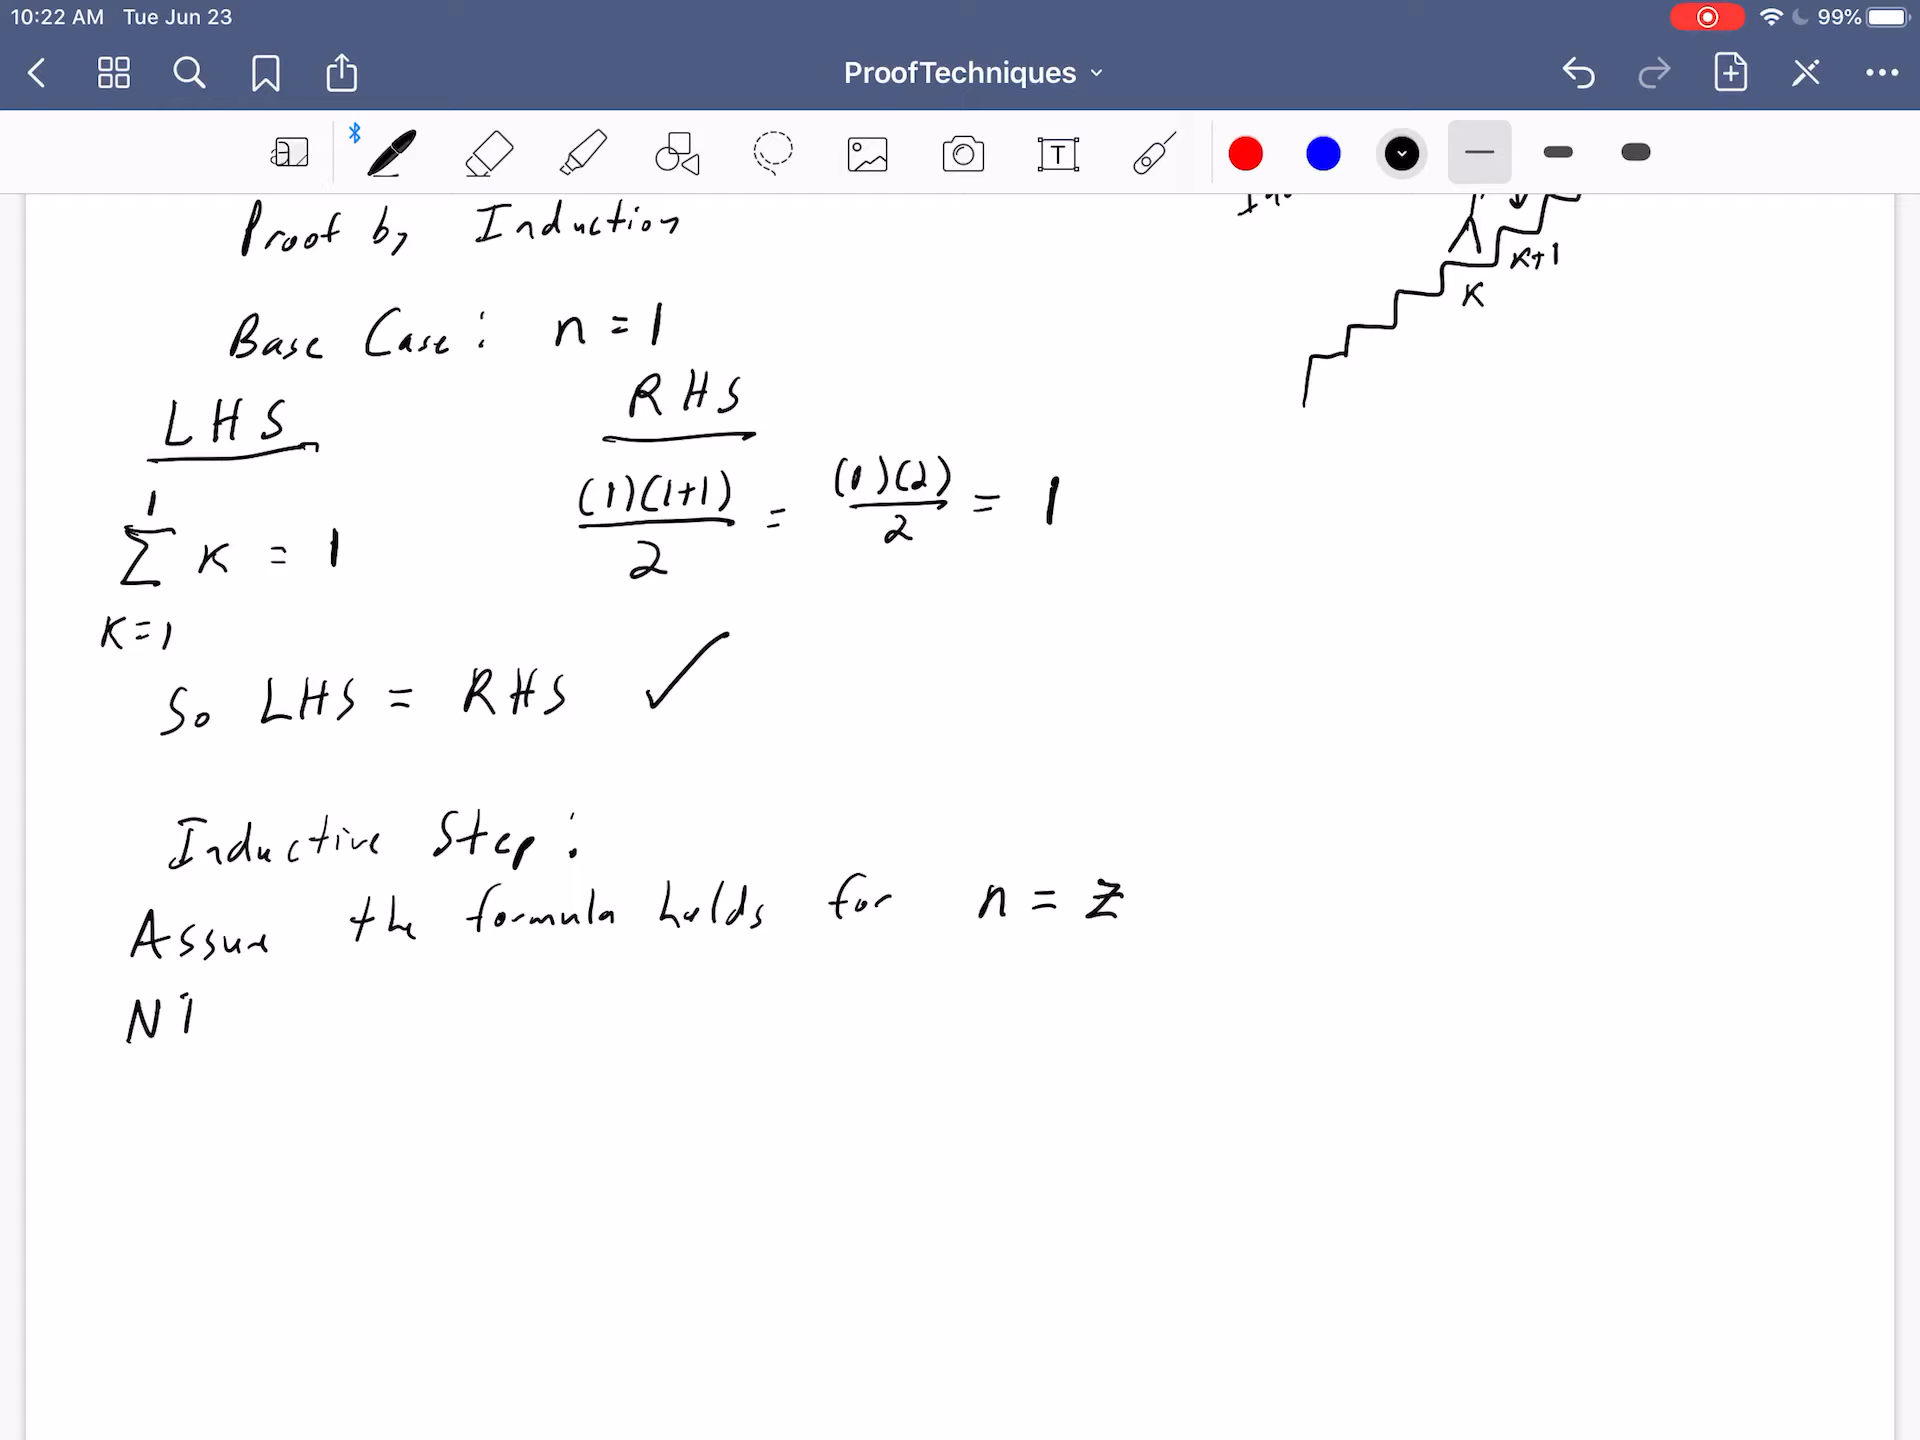 10:22 AM Tue Jun 23
99%
ProofTechniques
T
Proof by Induction
K+1
K
Base Case: n = 1
LHS
RHS
1
∑ K = 1
K=1
(1)(1+1)/2 = (1)(2)/2 = 1
So LHS = RHS ✓
Inductive Step:
Assume the formula holds for n = z
NT